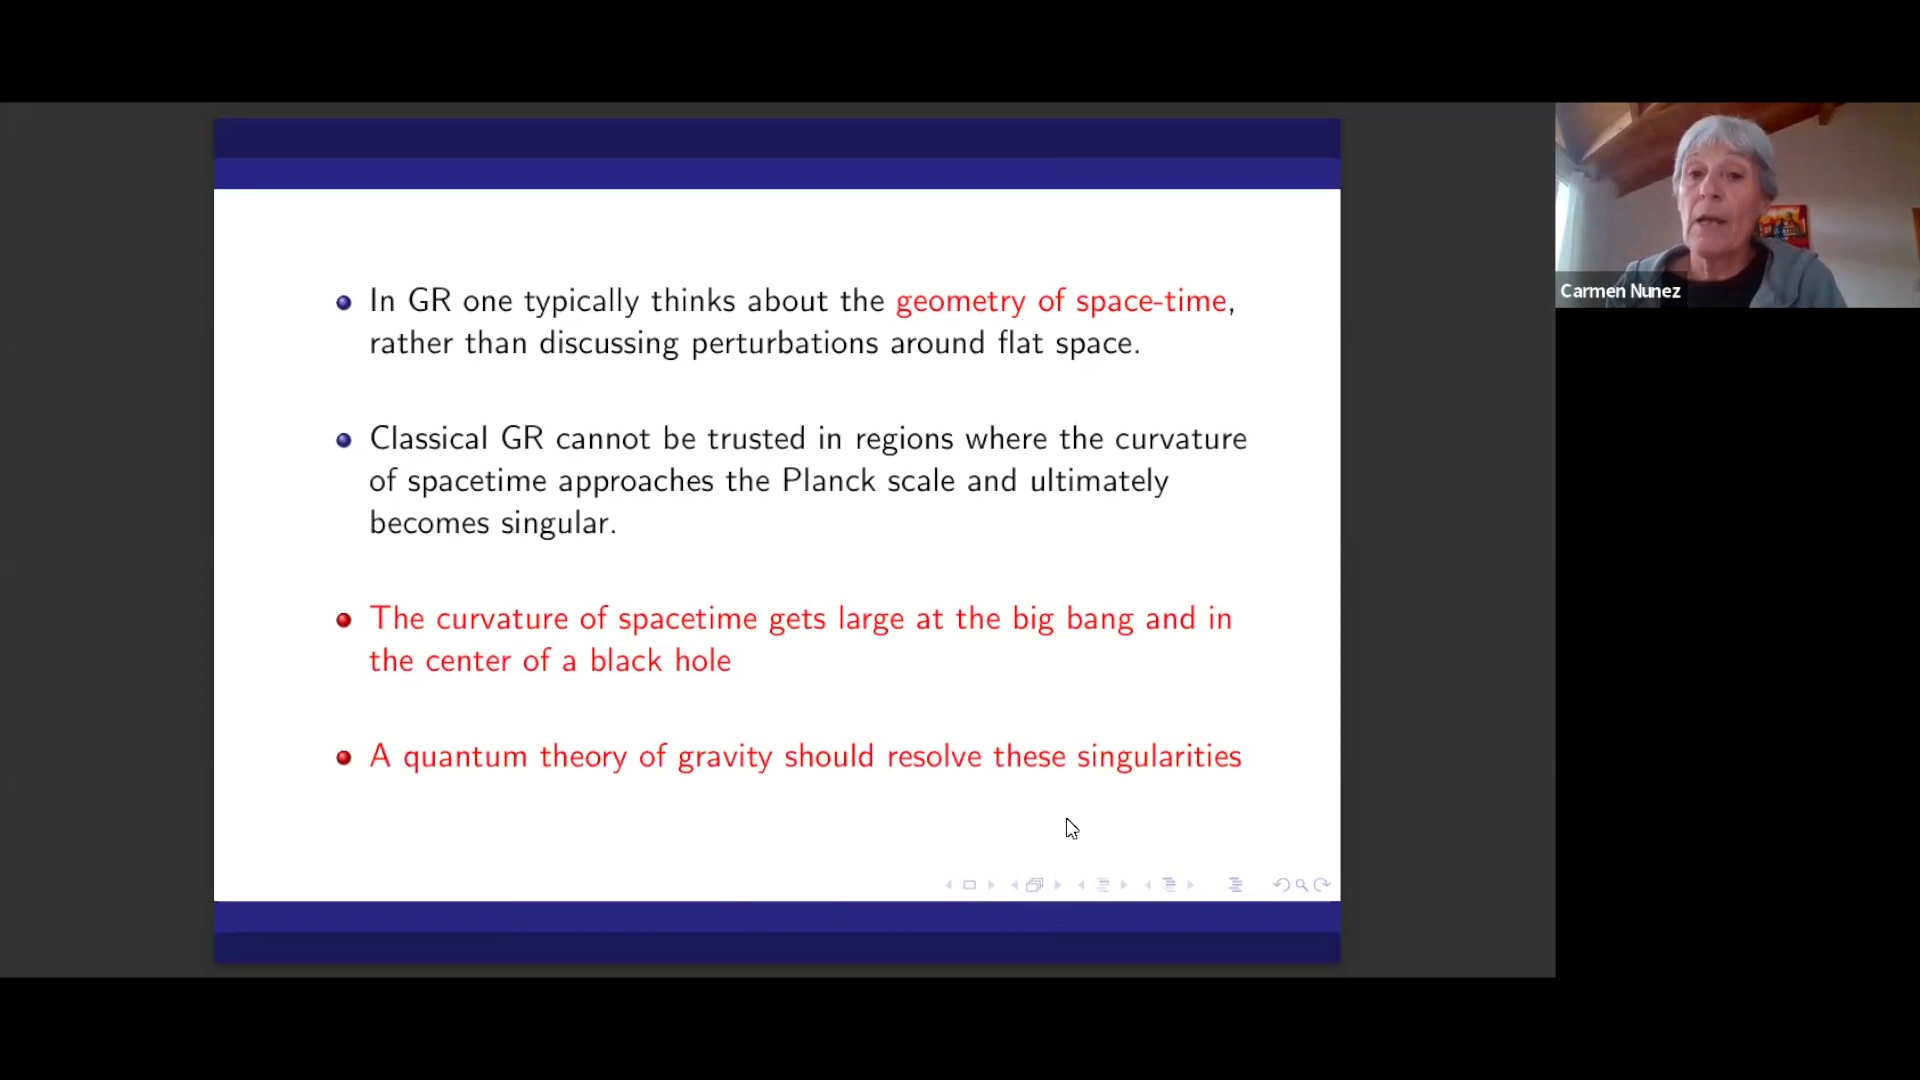 In GR one typically thinks about the geometry of space-time,
rather than discussing perturbations around flat space.
Classical GR cannot be trusted in regions where the curvature
of spacetime approaches the Planck scale and ultimately
becomes singular.
The curvature of spacetime gets large at the big bang and in
the center of a black hole
A quantum theory of gravity should resolve these singularities
Carmen Nunez